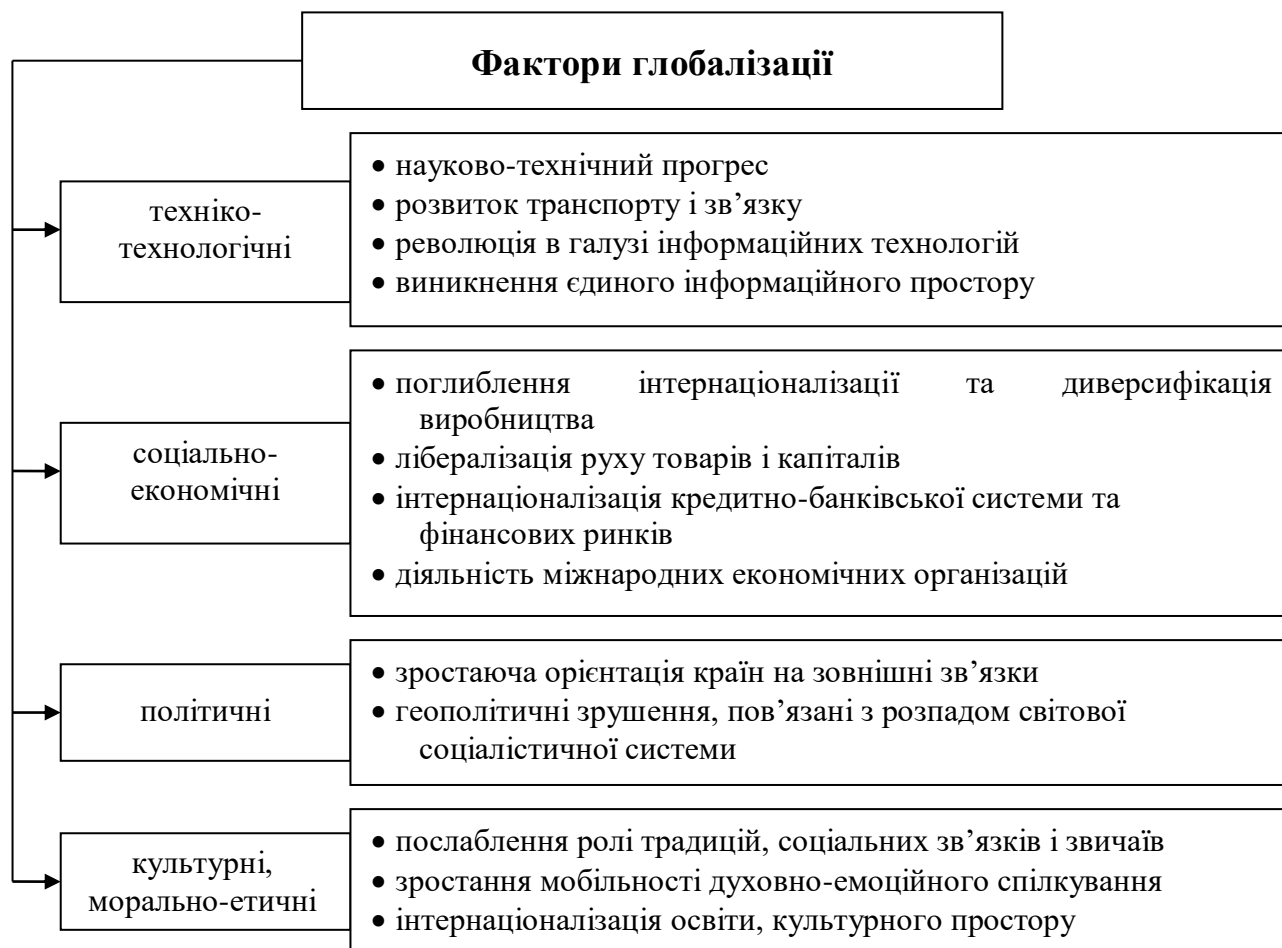 Фактори глобалізації
техніко-
технологічні
• науково-технічний прогрес
• розвиток транспорту і зв’язку
• революція в галузі інформаційних технологій
• виникнення єдиного інформаційного простору
соціально-
економічні
• поглиблення інтернаціоналізації та диверсифікація
виробництва
• лібералізація руху товарів і капіталів
• інтернаціоналізація кредитно-банківської системи та
фінансових ринків
• діяльність міжнародних економічних організацій
політичні
• зростаюча орієнтація країн на зовнішні зв’язки
• геополітичні зрушення, пов’язані з розпадом світової
соціалістичної системи
культурні,
морально-етичні
• послаблення ролі традицій, соціальних зв’язків і звичаїв
• зростання мобільності духовно-емоційного спілкування
• інтернаціоналізація освіти, культурного простору